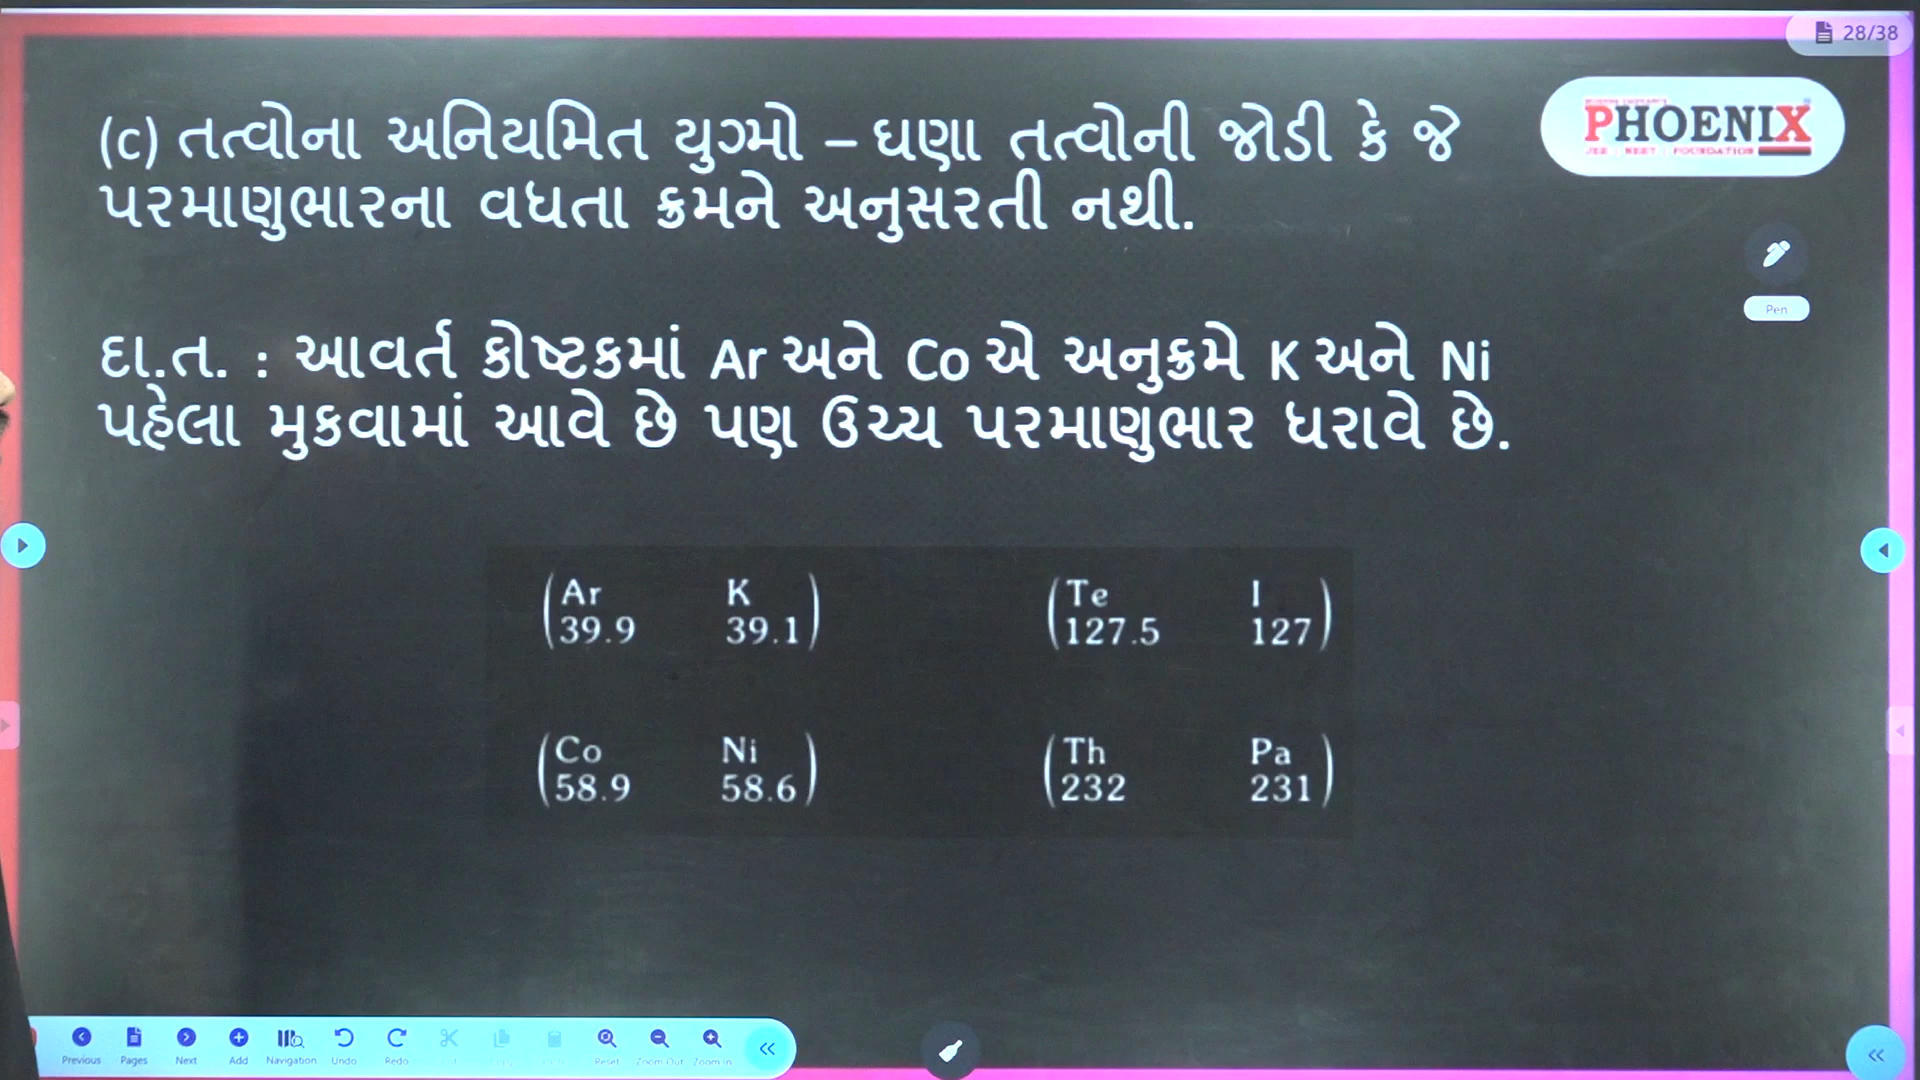 28/38
(c) તત્વોના અનિયમિત યુગ્મો – ઘણા તત્વોની જોડી કે જે
PHOENIX
JEE | NEET | FOUNDATION
પરમાણુભારના વધતા ક્રમને અનુસરતી નથી.
Pen
દા.ત. : આવર્ત કોષ્ટકમાં Ar અને Co એ અનુક્રમે K અને Ni
પહેલા મુકવામાં આવે છે પણ ઉચ્ચ પરમાણુભાર ધરાવે છે.
Ar K Te I
39.9 39.1 127.5 127
Co Ni Th Pa
58.9 58.6 232 231
Previous Pages Next Add Navigation Undo Redo Reset Zoom Out Zoom In